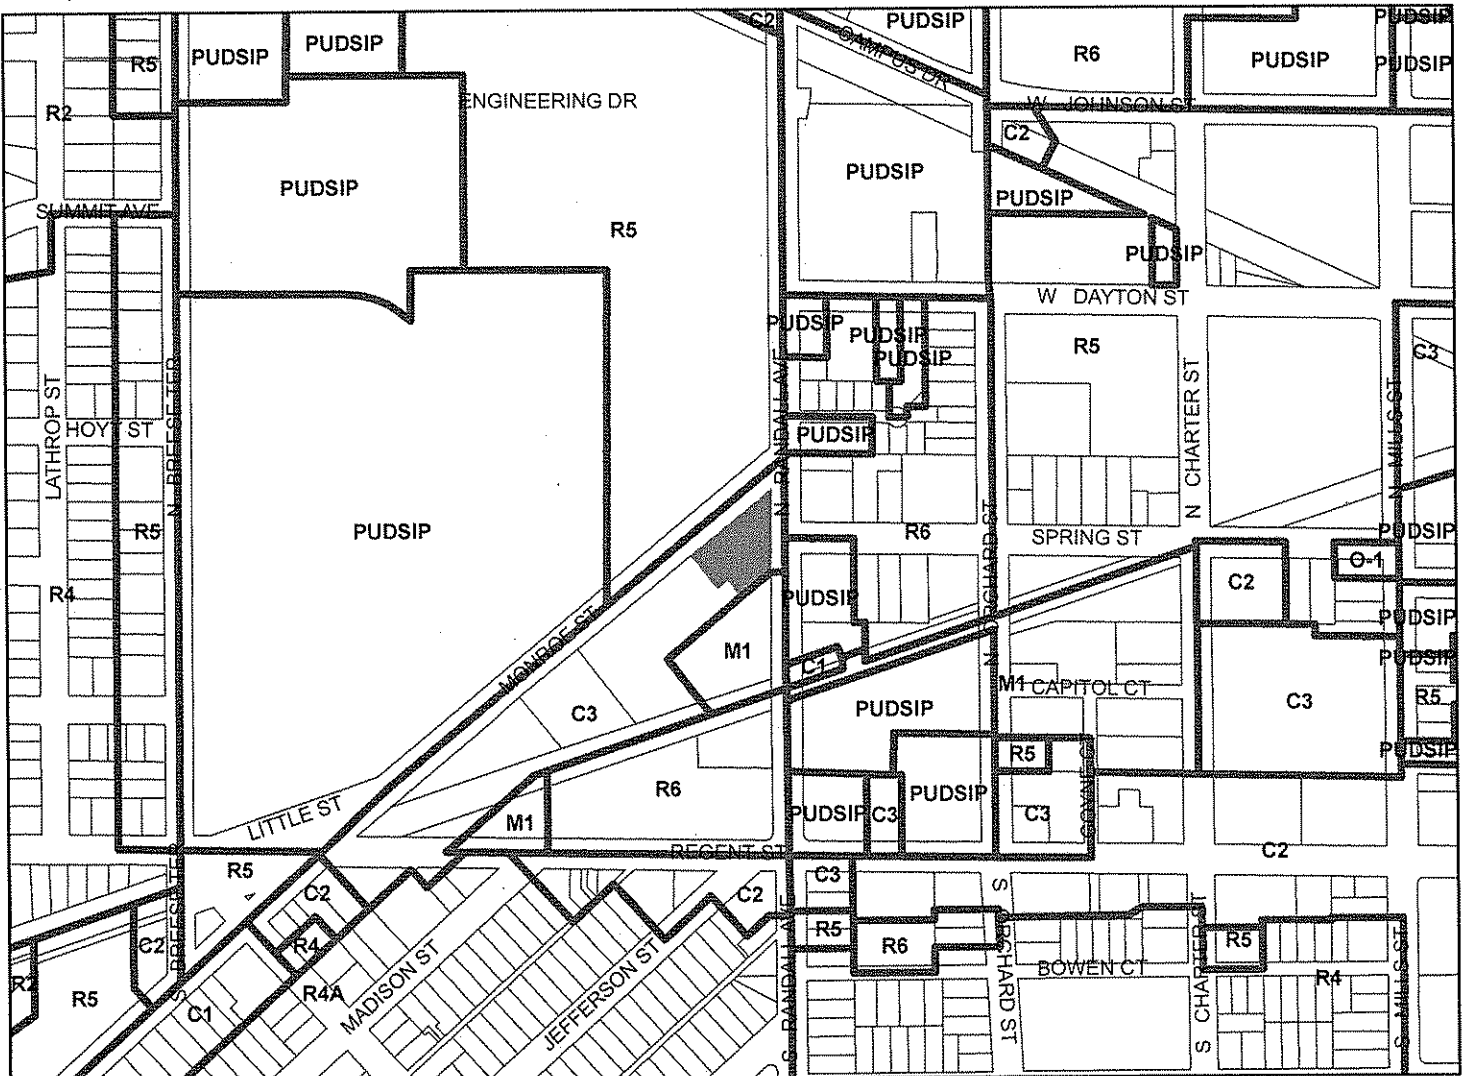 C2
PUDSIP
PUDSIP
R5
PUDSIP
PUDSIP
CAMPUS DR
R6
PUDSIP
PUDSIP
R2
ENGINEERING DR
W JOHNSON ST
C2
PUDSIP
PUDSIP
PUDSIP
SUMMIT AVE
R5
PUDSIP
W DAYTON ST
PUDSIP
PUDSIP
PUDSIP
R5
C3
LATHROP ST
N BREESE TER
N RANDALL AVE
N CHARTER ST
N MILLS ST
HOYT ST
PUDSIP
R5
PUDSIP
R6
N ORCHARD ST
SPRING ST
PUDSIP
O-1
C2
R4
PUDSIP
PUDSIP
MONROE ST
M1
C1
PUDSIP
M1
CAPITOL CT
C3
R5
C3
PUDSIP
R5
PUDSIP
R6
PUDSIP
C3
PUDSIP
C3
LITTLE ST
M1
REGENT ST
C2
R5
C2
C2
C3
S BREESE TER
R4
C2
R5
R6
S ORCHARD ST
S CHARTER ST
R5
S MILLS ST
BOWEN CT
R4
R2
R5
R4A
C1
MADISON ST
JEFFERSON ST
S RANDALL AVE